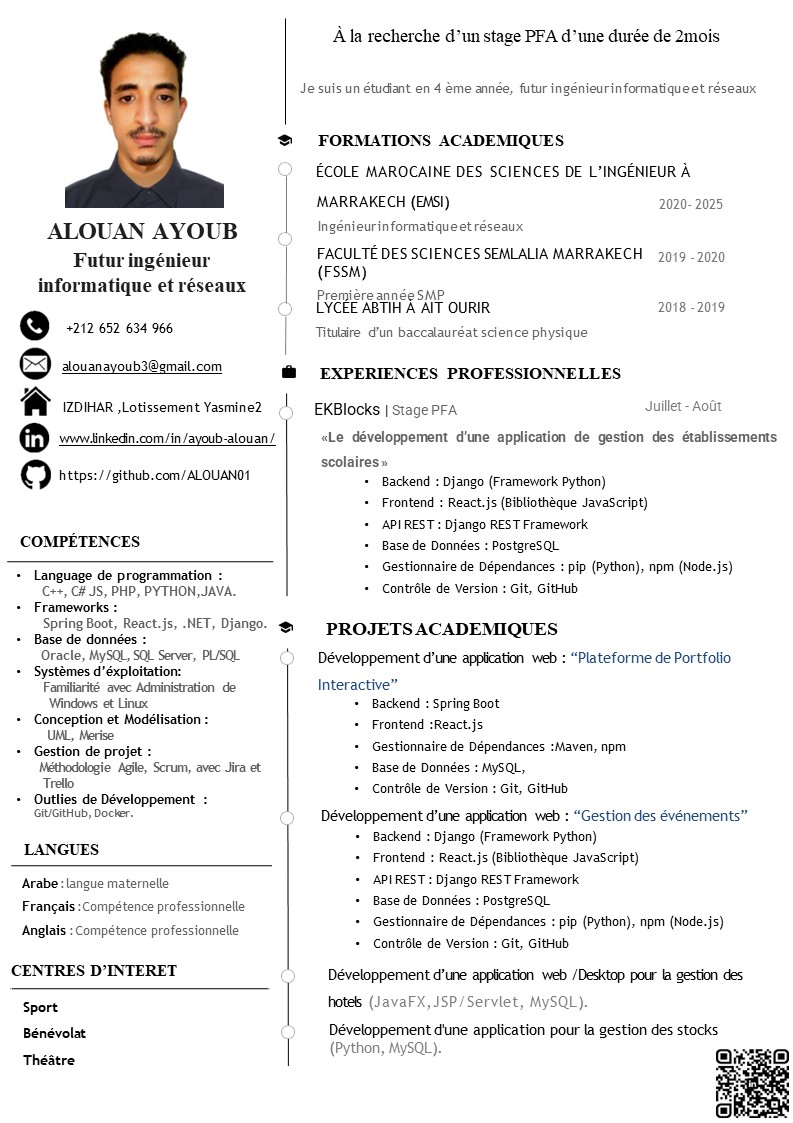 ALOUAN AYOUB
Futur ingénieur
informatique et réseaux
+212 652 634 966
alouanayoub3@gmail.com
IZDIHAR ,Lotissement Yasmine2
www.linkedin.com/in/ayoub-alouan/
https://github.com/ALOUAN01
COMPÉTENCES
• Language de programmation :
C++, C# JS, PHP, PYTHON,JAVA.
• Frameworks :
Spring Boot, React.js, .NET, Django.
• Base de données :
Oracle, MySQL, SQL Server, PL/SQL
• Systèmes d’éxploitation:
Familiarité avec Administration de
Windows et Linux
• Conception et Modélisation :
UML, Merise
• Gestion de projet :
Méthodologie Agile, Scrum, avec Jira et
Trello
• Outlies de Développement :
Git/GitHub, Docker.
LANGUES
Arabe : langue maternelle
Français : Compétence professionnelle
Anglais : Compétence professionnelle
CENTRES D’INTERET
Sport
Bénévolat
Théâtre
À la recherche d’un stage PFA d’une durée de 2mois
Je suis un étudiant en 4 ème année, futur ingénieur informatique et réseaux
FORMATIONS ACADEMIQUES
ÉCOLE MAROCAINE DES SCIENCES DE L’INGÉNIEUR À
MARRAKECH (EMSI) 2020- 2025
Ingénieur informatique et réseaux
FACULTÉ DES SCIENCES SEMLALIA MARRAKECH 2019 - 2020
(FSSM)
Première année SMP
LYCÉE ABTIH À AIT OURIR 2018 - 2019
Titulaire d’un baccalauréat science physique
EXPERIENCES PROFESSIONNELLES
EKBlocks | Stage PFA Juillet - Août
«Le développement d'une application de gestion des établissements
scolaires»
• Backend : Django (Framework Python)
• Frontend : React.js (Bibliothèque JavaScript)
• API REST : Django REST Framework
• Base de Données : PostgreSQL
• Gestionnaire de Dépendances : pip (Python), npm (Node.js)
• Contrôle de Version : Git, GitHub
PROJETS ACADEMIQUES
Développement d’une application web : “Plateforme de Portfolio
Interactive”
• Backend : Spring Boot
• Frontend :React.js
• Gestionnaire de Dépendances :Maven, npm
• Base de Données : MySQL,
• Contrôle de Version : Git, GitHub
Développement d’une application web : “Gestion des événements”
• Backend : Django (Framework Python)
• Frontend : React.js (Bibliothèque JavaScript)
• API REST : Django REST Framework
• Base de Données : PostgreSQL
• Gestionnaire de Dépendances : pip (Python), npm (Node.js)
• Contrôle de Version : Git, GitHub
Développement d’une application web /Desktop pour la gestion des
hotels (JavaFX,JSP/Servlet, MySQL).
Développement d'une application pour la gestion des stocks
(Python, MySQL).